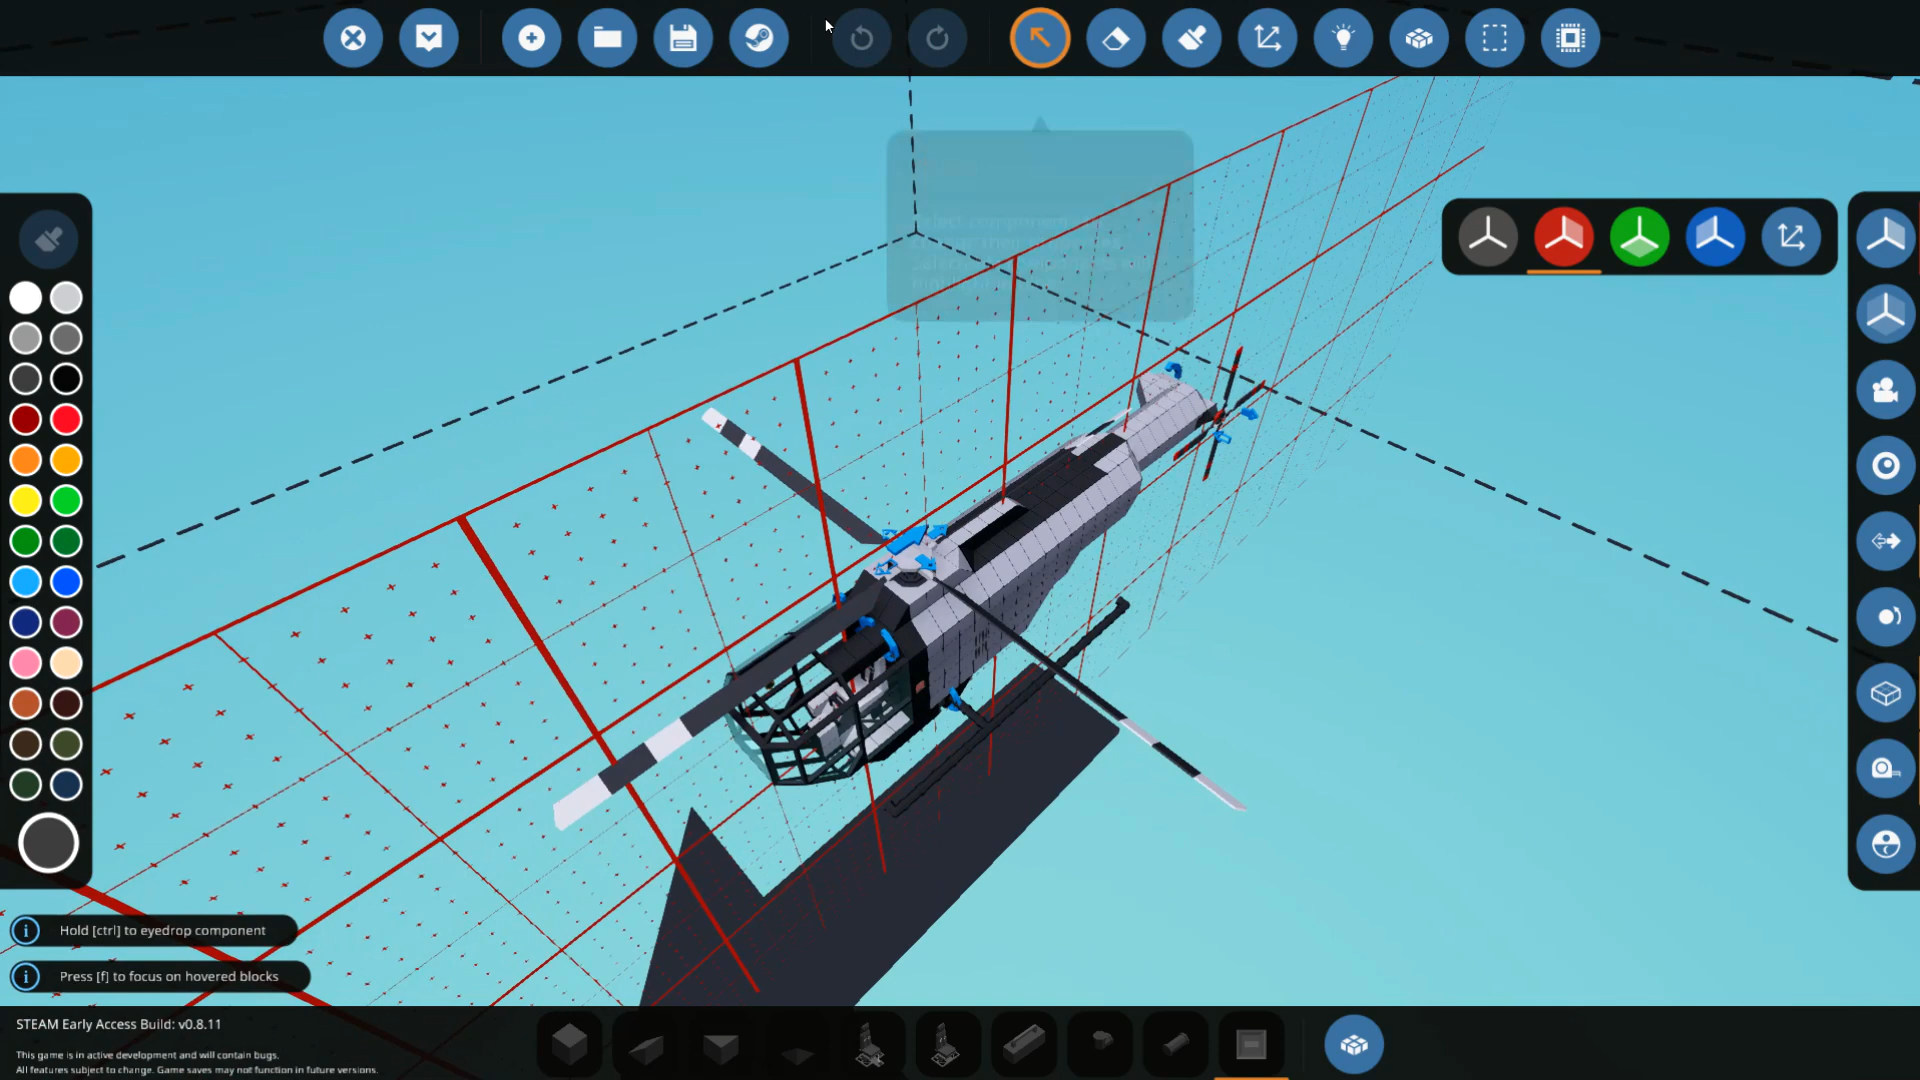 Hold [ctrl] to eyedrop component
Press [f] to focus on hovered blocks
STEAM Early Access Build: v0.8.11
This game is in active development and will contain bugs.
All features subject to change. Game saves may not function in future versions.